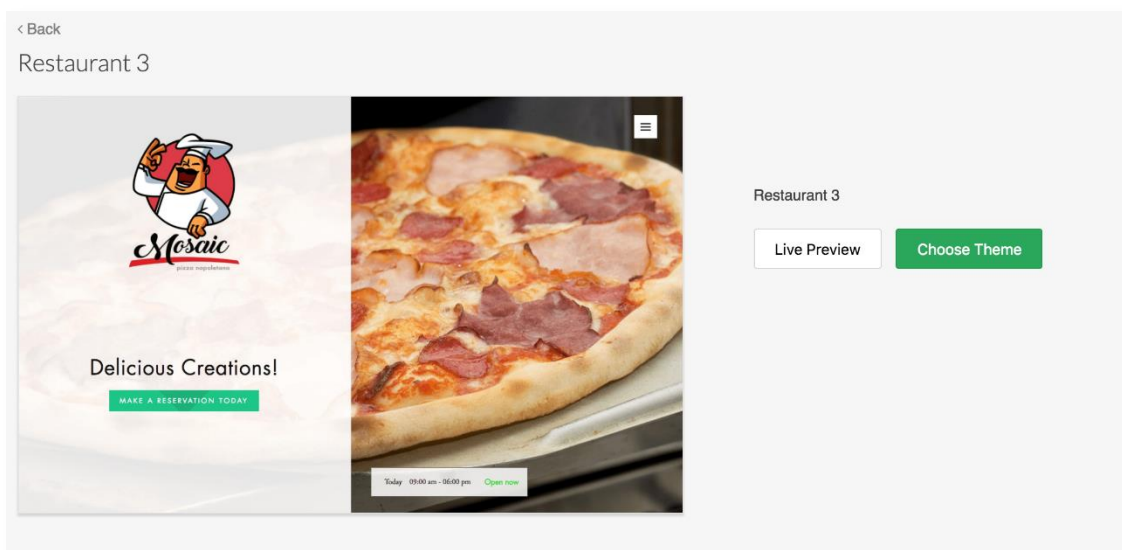 < Back
Restaurant 3
Mosaic
pizza napoletana
Delicious Creations!
MAKE A RESERVATION TODAY
Today 09:00 am - 06:00 pm Open now
Restaurant 3
Live Preview
Choose Theme